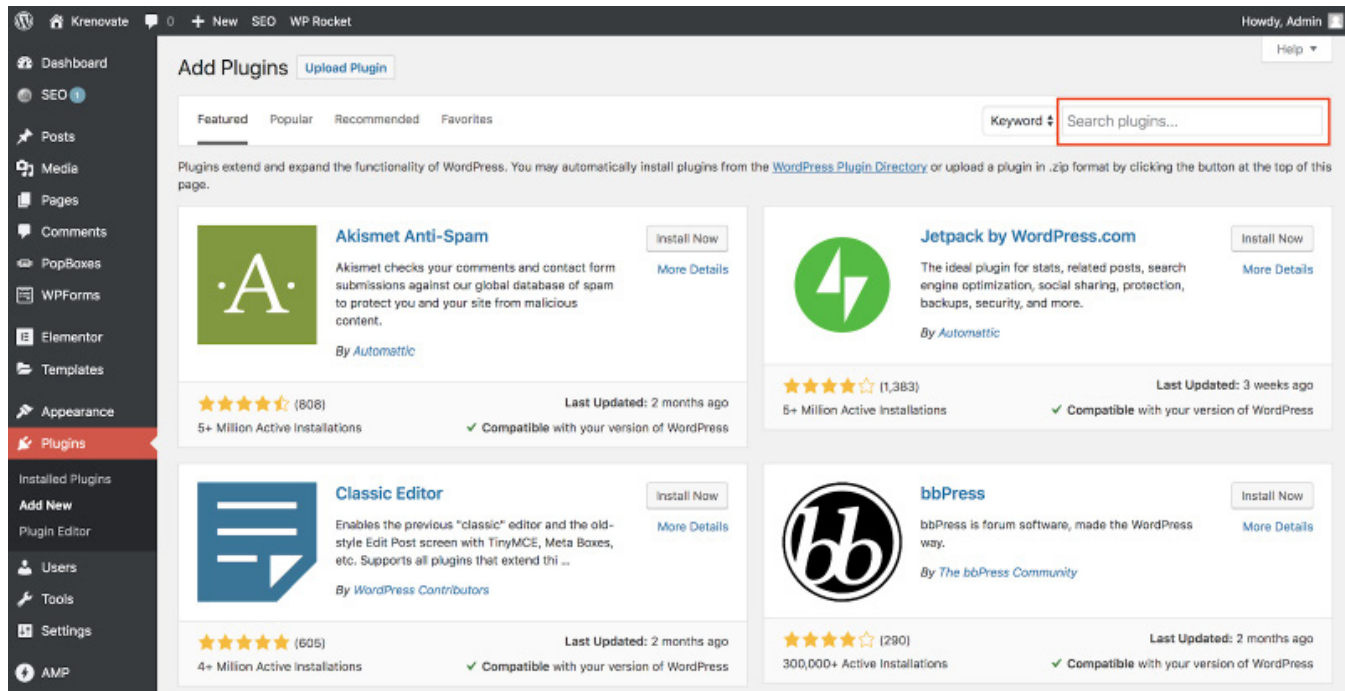 Krenovate 0 + New SEO WP Rocket Howdy, Admin
Help
Dashboard
SEO 1
Posts
Media
Pages
Comments
PopBoxes
WPForms
Elementor
Templates
Appearance
Plugins
Installed Plugins
Add New
Plugin Editor
Users
Tools
Settings
AMP
Add Plugins Upload Plugin
Featured Popular Recommended Favorites Keyword Search plugins...
Plugins extend and expand the functionality of WordPress. You may automatically install plugins from the WordPress Plugin Directory or upload a plugin in .zip format by clicking the button at the top of this
page.
A
Akismet Anti-Spam
Install Now
More Details
Akismet checks your comments and contact form
submissions against our global database of spam
to protect you and your site from malicious
content.
By Automattic
(808)
Last Updated: 2 months ago
5+ Million Active Installations
✓ Compatible with your version of WordPress
Jetpack by WordPress.com
Install Now
More Details
The ideal plugin for stats, related posts, search
engine optimization, social sharing, protection,
backups, security, and more.
By Automattic
(1,383)
Last Updated: 3 weeks ago
5+ Million Active Installations
✓ Compatible with your version of WordPress
Classic Editor
Install Now
More Details
Enables the previous "classic" editor and the old-
style Edit Post screen with TinyMCE, Meta Boxes,
etc. Supports all plugins that extend thi ...
By WordPress Contributors
(605)
Last Updated: 2 months ago
4+ Million Active Installations
✓ Compatible with your version of WordPress
bb
bbPress
Install Now
More Details
bbPress is forum software, made the WordPress
way.
By The bbPress Community
(290)
Last Updated: 2 months ago
300,000+ Active Installations
✓ Compatible with your version of WordPress